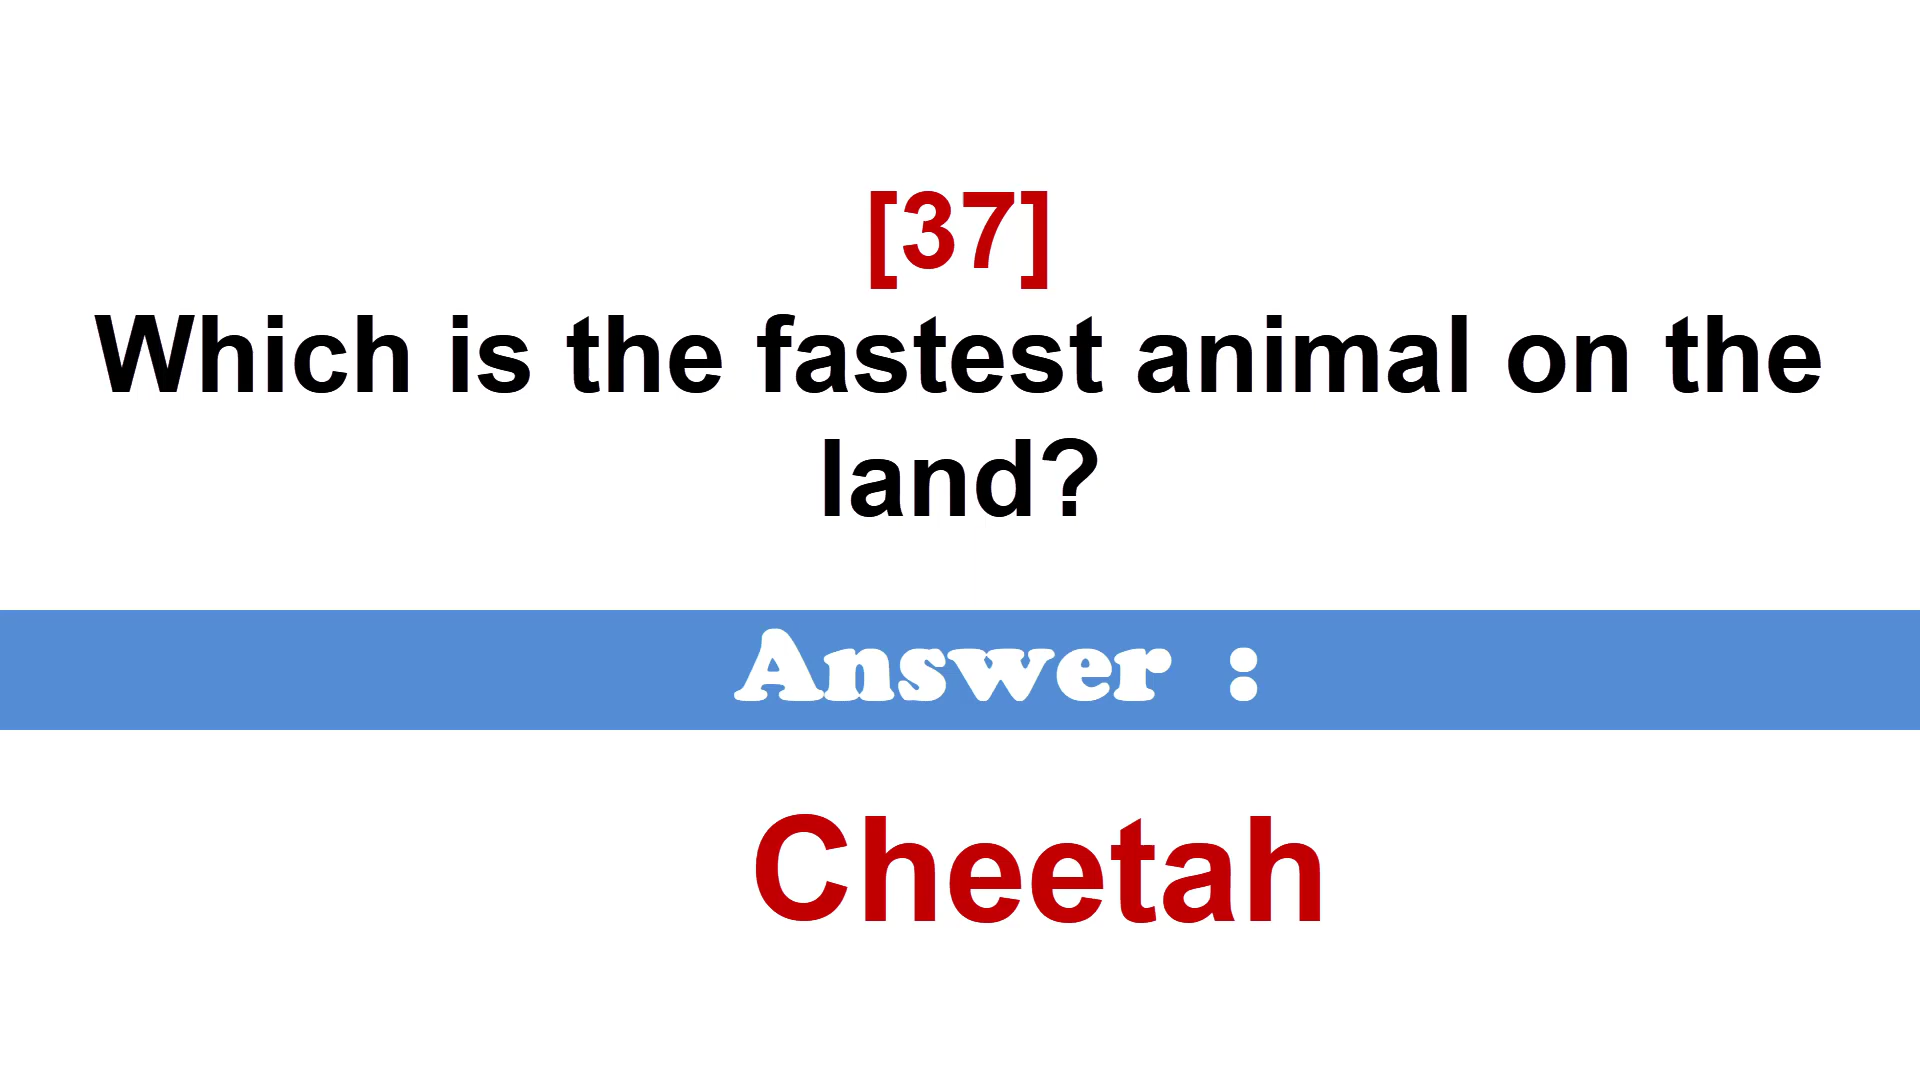 [37]
Which is the fastest animal on the
land?
Answer :
Cheetah